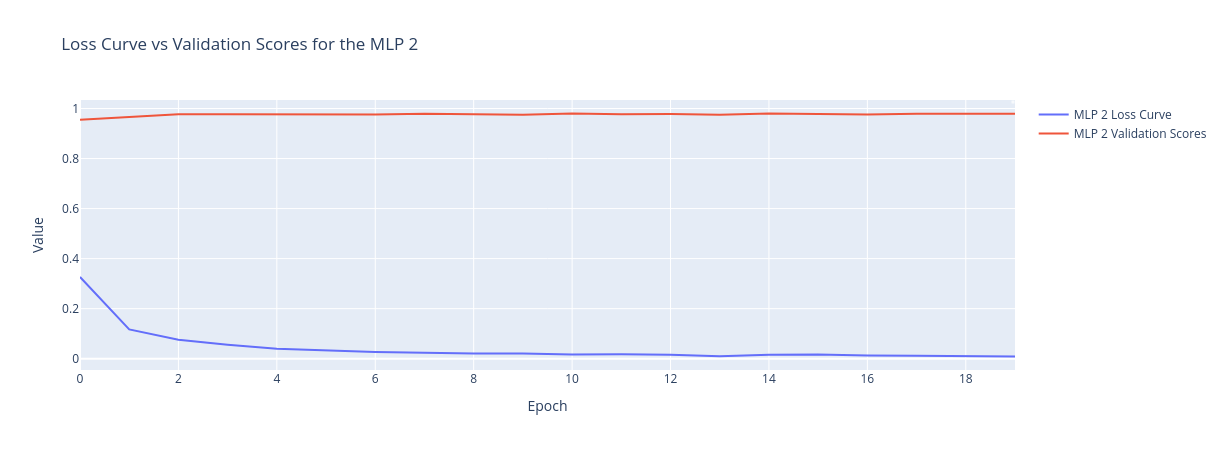 Loss Curve vs Validation Scores for the MLP 2
MLP 2 Loss Curve
MLP 2 Validation Scores
Value
1
0.8
0.6
0.4
0.2
0
0 2 4 6 8 10 12 14 16 18
Epoch